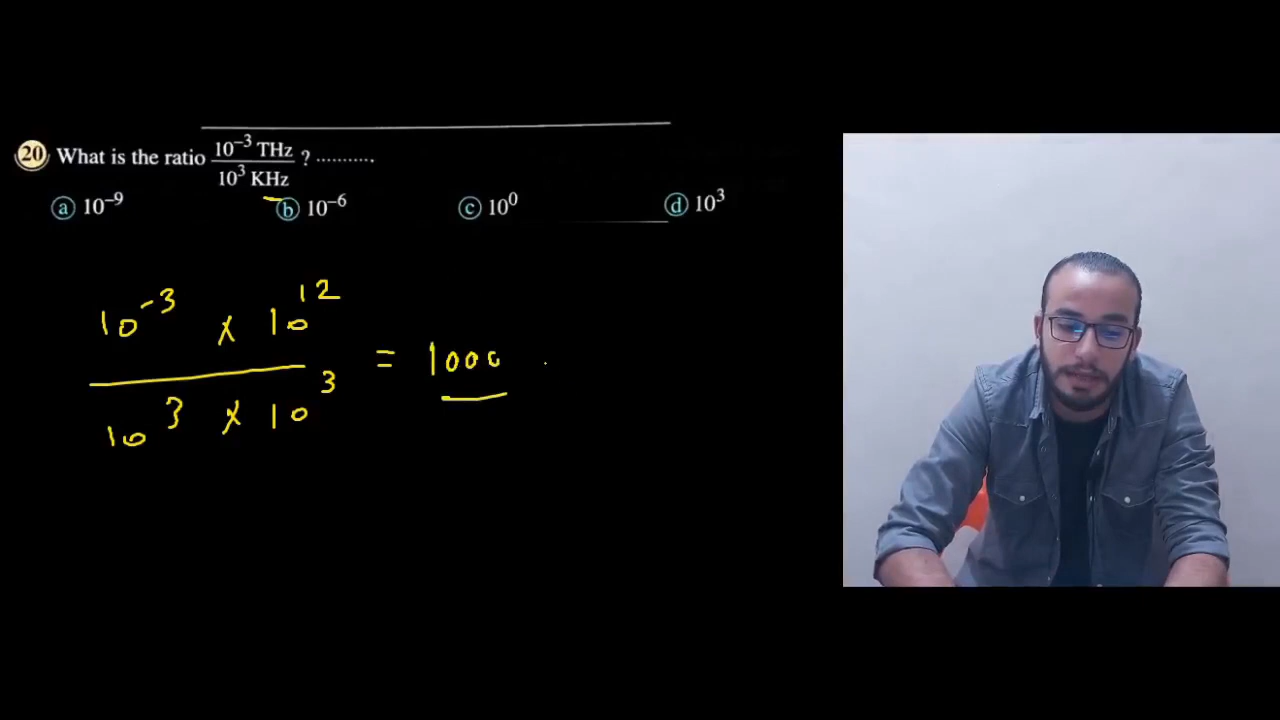 20 What is the ratio 10⁻³ THz / 10³ KHz ? ...........
a 10⁻⁹ b 10⁻⁶ c 10⁰ d 10³
10⁻³ x 10¹² / 10³ x 10³ = 1000